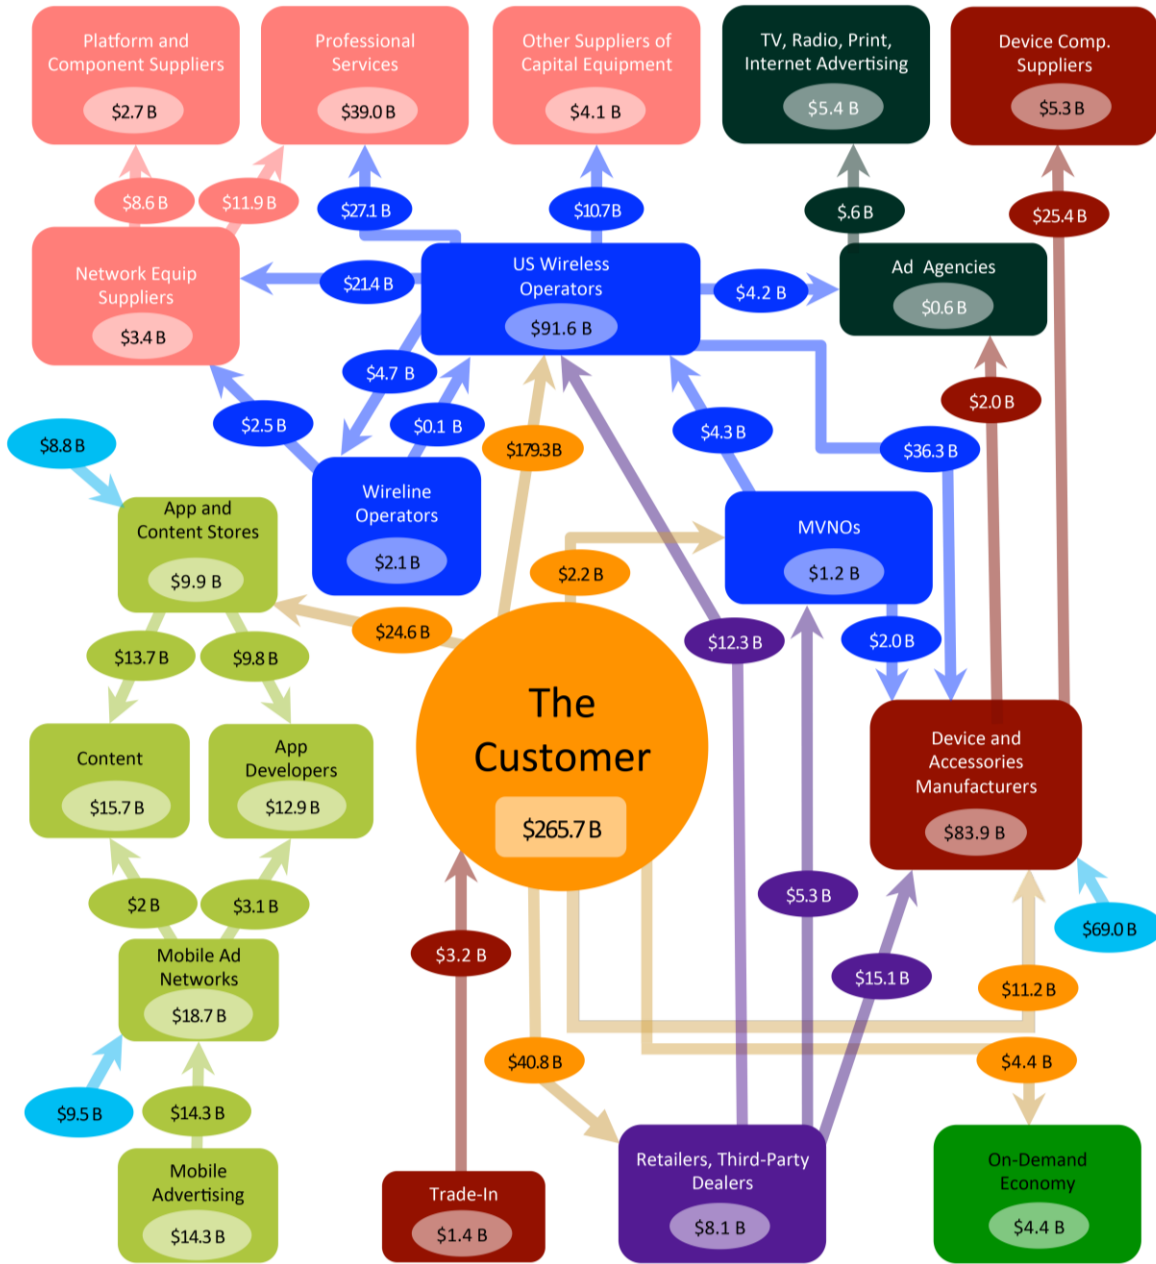 Platform and
Component Suppliers
$2.7 B
Professional
Services
$39.0 B
Other Suppliers of
Capital Equipment
$4.1 B
TV, Radio, Print,
Internet Advertising
$5.4 B
Device Comp.
Suppliers
$5.3 B
$8.6 B
$11.9 B
$27.1 B
$10.7 B
$.6 B
$25.4 B
Network Equip
Suppliers
$3.4 B
$21.4 B
US Wireless
Operators
$91.6 B
$4.2 B
Ad Agencies
$0.6 B
$4.7 B
$2.0 B
$2.5 B
$0.1 B
$179.3 B
$4.3 B
$36.3 B
$8.8 B
App and
Content Stores
$9.9 B
Wireline
Operators
$2.1 B
MVNOs
$1.2 B
$2.2 B
$24.6 B
$12.3 B
$2.0 B
$13.7 B
$9.8 B
Content
$15.7 B
App
Developers
$12.9 B
The
Customer
$265.7 B
Device and
Accessories
Manufacturers
$83.9 B
$2 B
$3.1 B
$5.3 B
$69.0 B
Mobile Ad
Networks
$18.7 B
$3.2 B
$15.1 B
$11.2 B
$9.5 B
$14.3 B
$40.8 B
$4.4 B
Mobile
Advertising
$14.3 B
Trade-In
$1.4 B
Retailers, Third-Party
Dealers
$8.1 B
On-Demand
Economy
$4.4 B